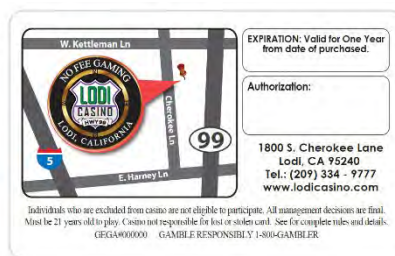 W. Kettleman Ln
NO FEE GAMING
LODI
CASINO
HWY 99
LODI, CALIFORNIA
Cherokee Ln
5
99
E. Harney Ln
EXPIRATION: Valid for One Year
from date of purchased.
Authorization:
1800 S. Cherokee Lane
Lodi, CA 95240
Tel.: (209) 334 - 9777
www.lodicasino.com
Individuals who are excluded from casino are not eligible to participate. All management decisions are final.
Must be 21 years old to play. Casino not responsible for lost or stolen card. See for complete rules and details.
GEGA#000000 GAMBLE RESPONSIBLY 1-800-GAMBLER